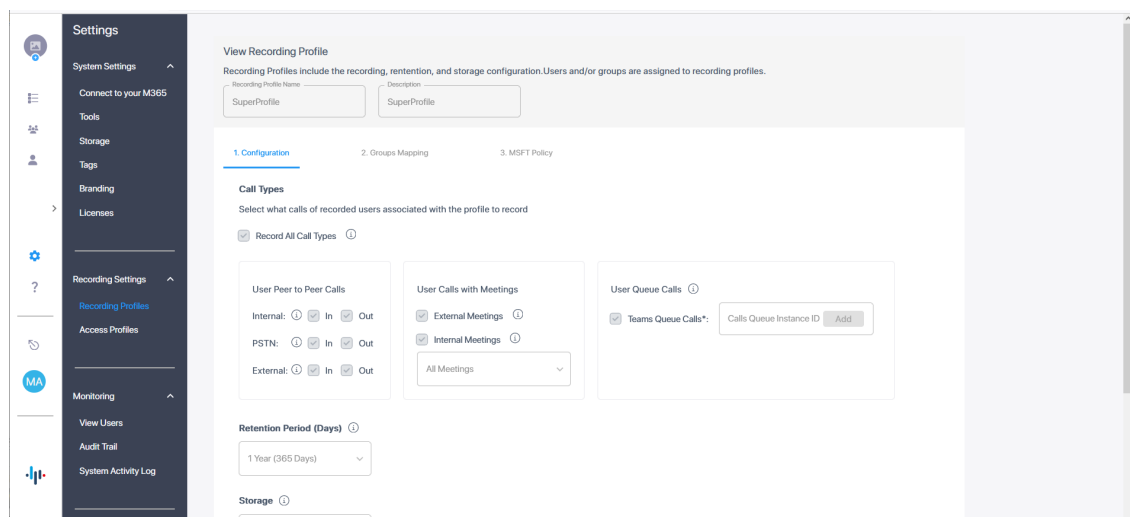 Settings
System Settings
Connect to your M365
Tools
Storage
Tags
Branding
Licenses
Recording Settings
Recording Profiles
Access Profiles
MA
Monitoring
View Users
Audit Trail
System Activity Log
View Recording Profile
Recording Profiles include the recording, rentention, and storage configuration.Users and/or groups are assigned to recording profiles.
Recording Profile Name
SuperProfile
Description
SuperProfile
1. Configuration
2. Groups Mapping
3. MSFT Policy
Call Types
Select what calls of recorded users associated with the profile to record
Record All Call Types
User Peer to Peer Calls
Internal: In Out
PSTN: In Out
External: In Out
User Calls with Meetings
External Meetings
Internal Meetings
All Meetings
User Queue Calls
Teams Queue Calls*: Calls Queue Instance ID Add
Retention Period (Days)
1 Year (365 Days)
Storage